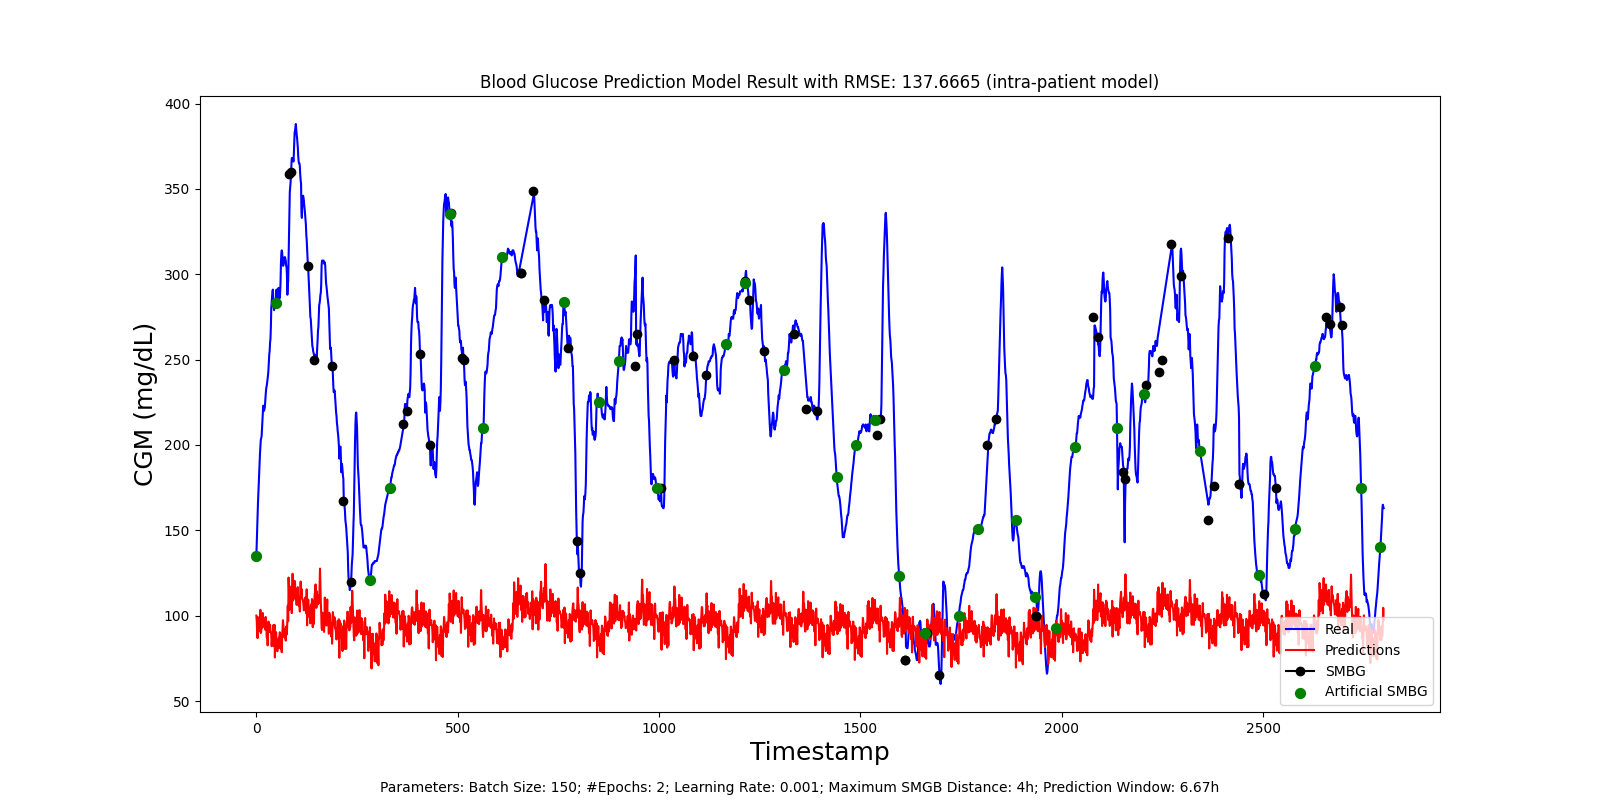 Blood Glucose Prediction Model Result with RMSE: 137.6665 (intra-patient model)
400
350
300
250
200
150
100
50
CGM (mg/dL)
0
500
1000
1500
2000
2500
Timestamp
Real
Predictions
SMBG
Artificial SMBG
Parameters: Batch Size: 150; #Epochs: 2; Learning Rate: 0.001; Maximum SMGB Distance: 4h; Prediction Window: 6.67h